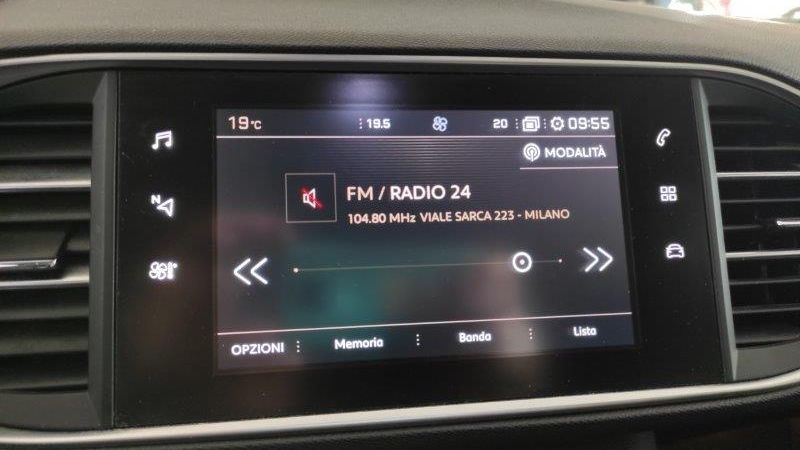 19°C 19.5 20 09:55
MODALITÀ
FM / RADIO 24
104.80 MHz VIALE SARCA 223 - MILANO
N
OPZIONI Memoria Banda Lista